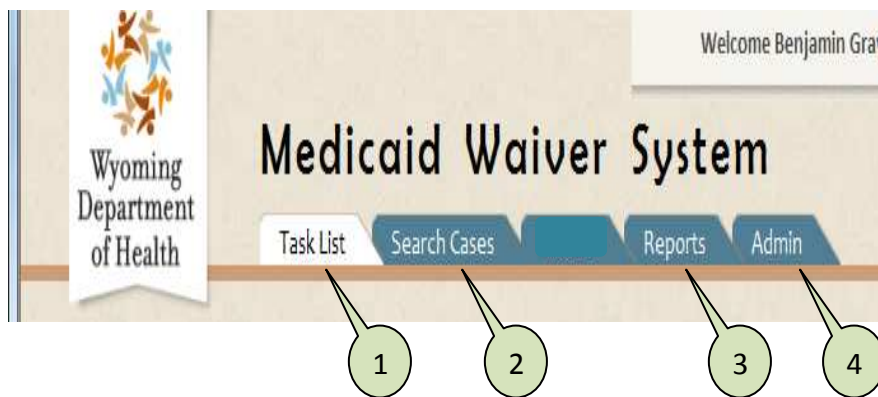 Welcome Benjamin Grav
Wyoming
Department
of Health
Medicaid Waiver System
Task List Search Cases Reports Admin
1 2 3 4